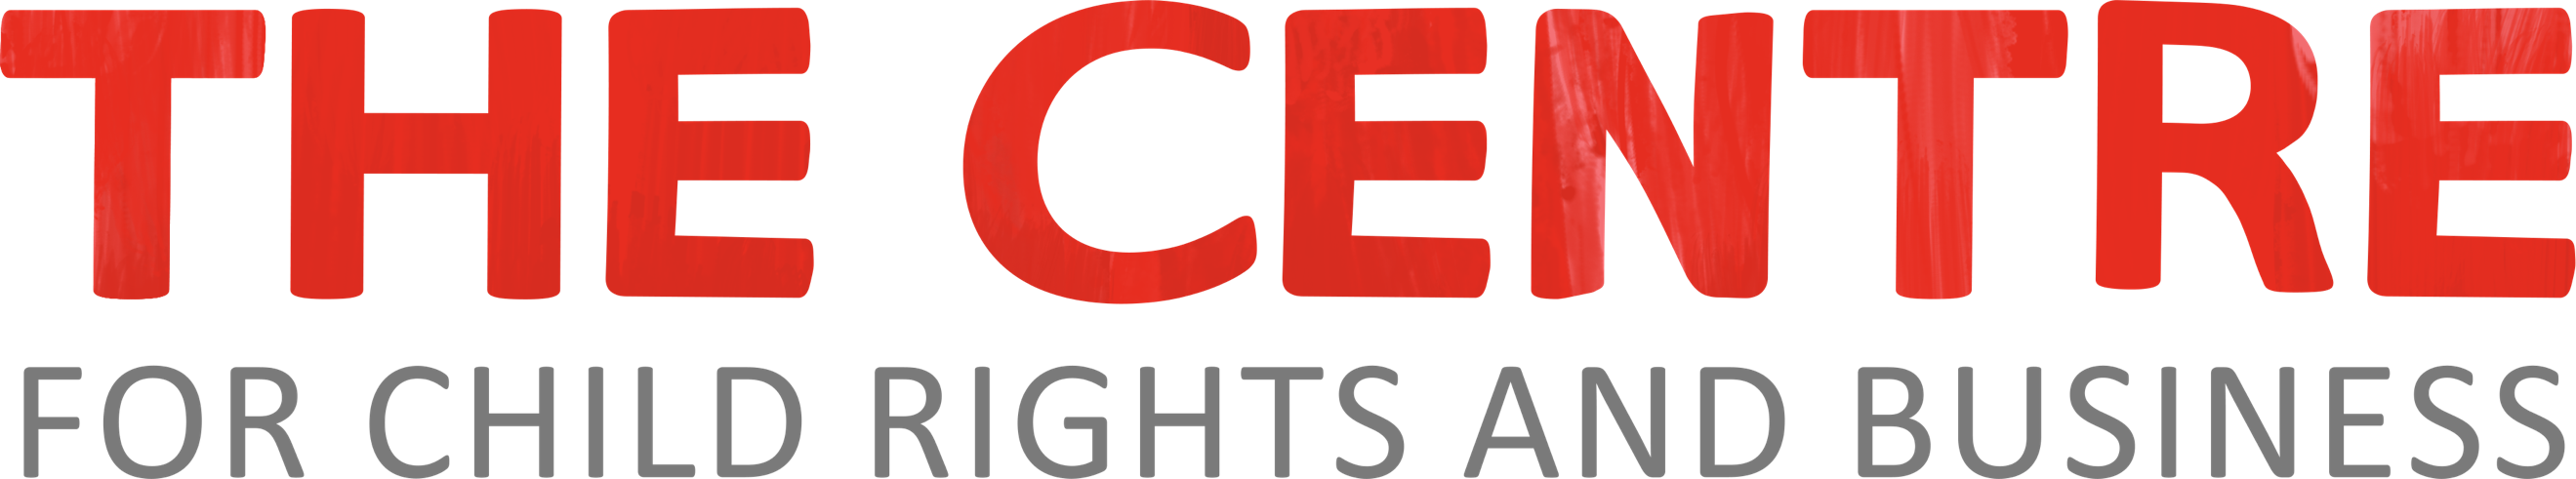 THE CENTRE
FOR CHILD RIGHTS AND BUSINESS